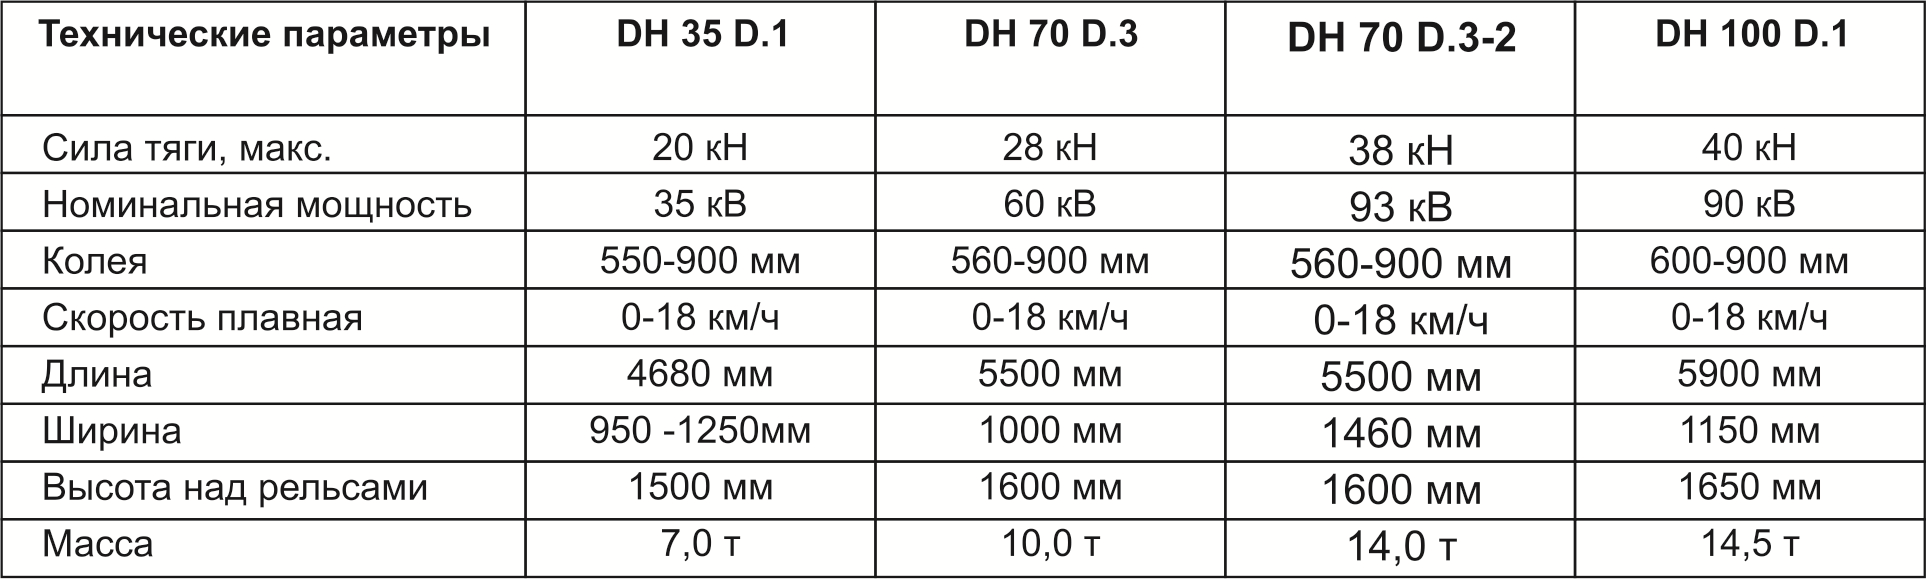 Технические параметры DH 35 D.1 DH 70 D.3 DH 70 D.3-2 DH 100 D.1
Сила тяги, макс. 20 кН 28 кН 38 кН 40 кН
Номинальная мощность 35 кВ 60 кВ 93 кВ 90 кВ
Колея 550-900 мм 560-900 мм 560-900 мм 600-900 мм
Скорость плавная 0-18 км/ч 0-18 км/ч 0-18 км/ч 0-18 км/ч
Длина 4680 мм 5500 мм 5500 мм 5900 мм
Ширина 950 -1250мм 1000 мм 1460 мм 1150 мм
Высота над рельсами 1500 мм 1600 мм 1600 мм 1650 мм
Масса 7,0 т 10,0 т 14,0 т 14,5 т